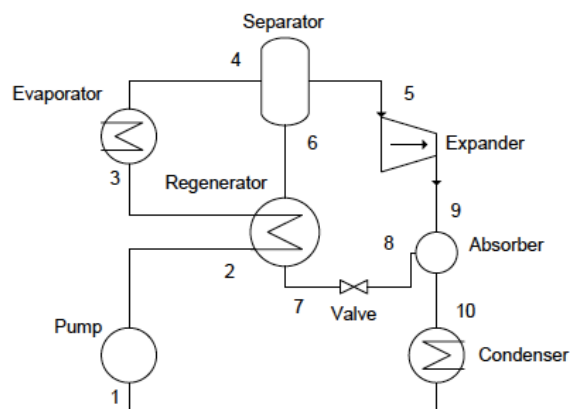 Separator
4
5
Evaporator
Expander
6
3
Regenerator
9
8
Absorber
2
7
Valve
10
Pump
Condenser
1